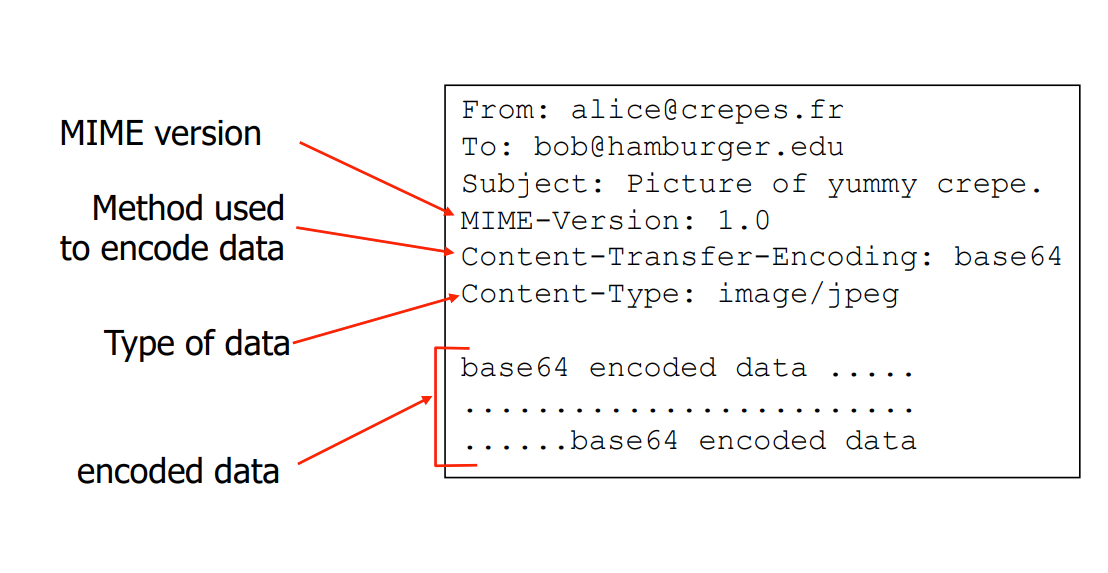 MIME version
Method used
to encode data
Type of data
encoded data
From: alice@crepes.fr
To: bob@hamburger.edu
Subject: Picture of yummy crepe.
MIME-Version: 1.0
Content-Transfer-Encoding: base64
Content-Type: image/jpeg
base64 encoded data .....
.........................
......base64 encoded data